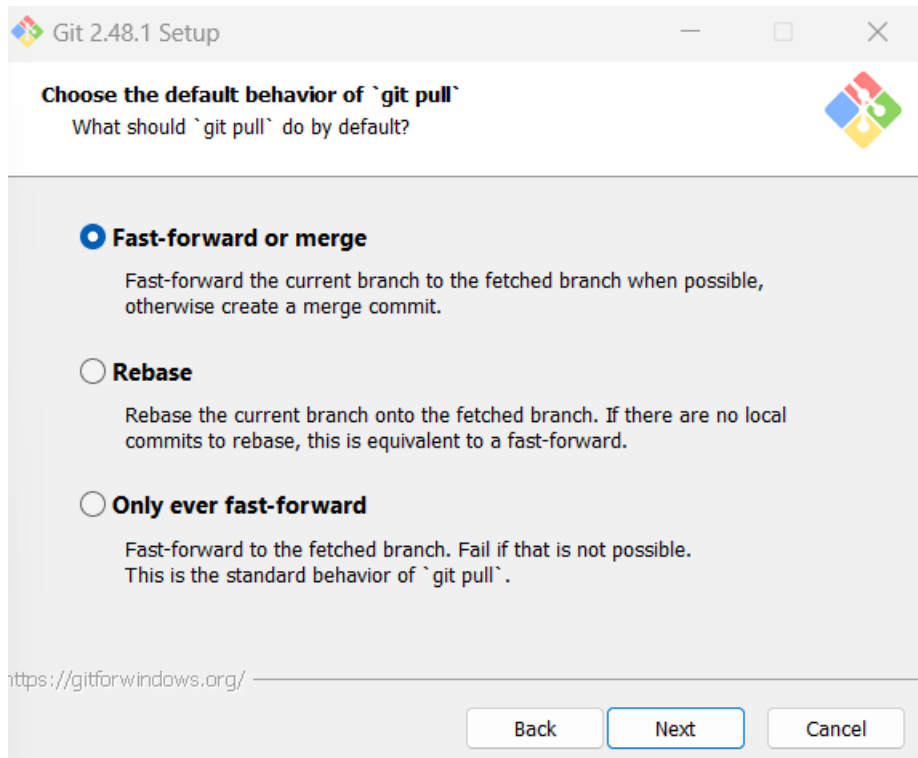 Git 2.48.1 Setup
Choose the default behavior of `git pull`
What should `git pull` do by default?
Fast-forward or merge
Fast-forward the current branch to the fetched branch when possible,
otherwise create a merge commit.
Rebase
Rebase the current branch onto the fetched branch. If there are no local
commits to rebase, this is equivalent to a fast-forward.
Only ever fast-forward
Fast-forward to the fetched branch. Fail if that is not possible.
This is the standard behavior of `git pull`.
https://gitforwindows.org/
Back Next Cancel